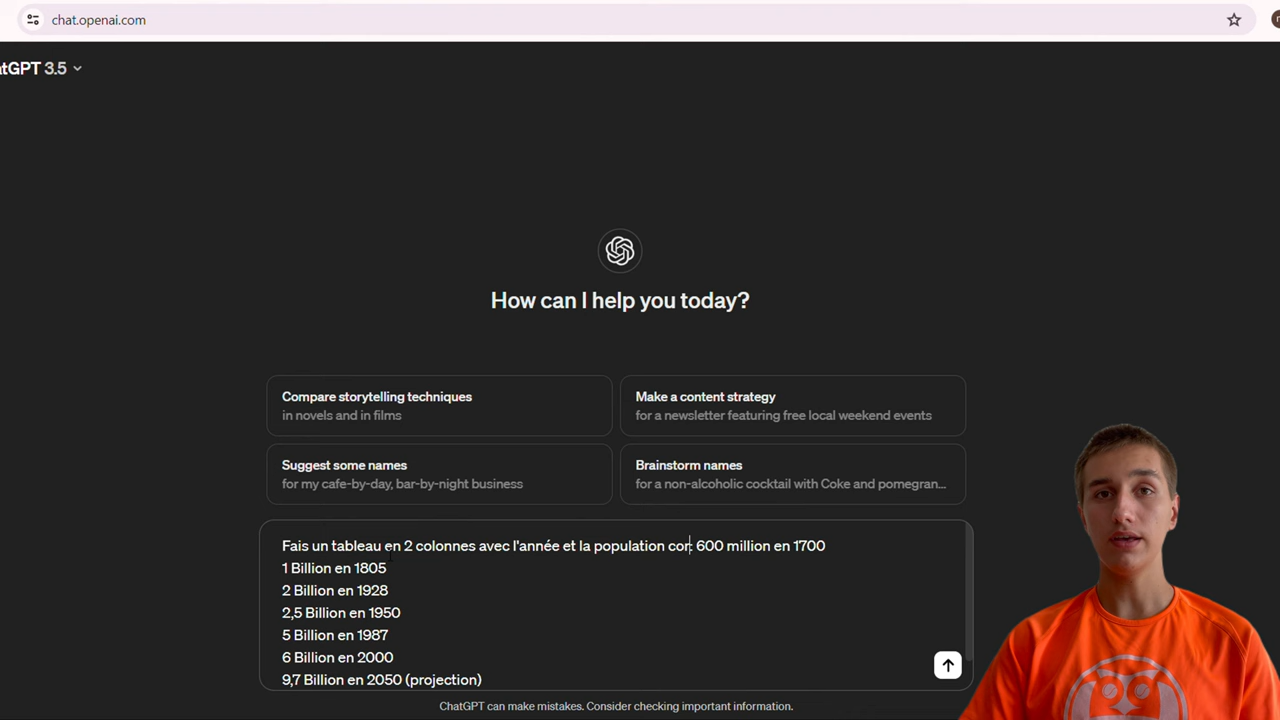 chat.openai.com
atGPT 3.5
How can I help you today?
Compare storytelling techniques
in novels and in films
Make a content strategy
for a newsletter featuring free local weekend events
Suggest some names
for my cafe-by-day, bar-by-night business
Brainstorm names
for a non-alcoholic cocktail with Coke and pomegran...
Fais un tableau en 2 colonnes avec l'année et la population cor: 600 million en 1700
1 Billion en 1805
2 Billion en 1928
2,5 Billion en 1950
5 Billion en 1987
6 Billion en 2000
9,7 Billion en 2050 (projection)
ChatGPT can make mistakes. Consider checking important information.